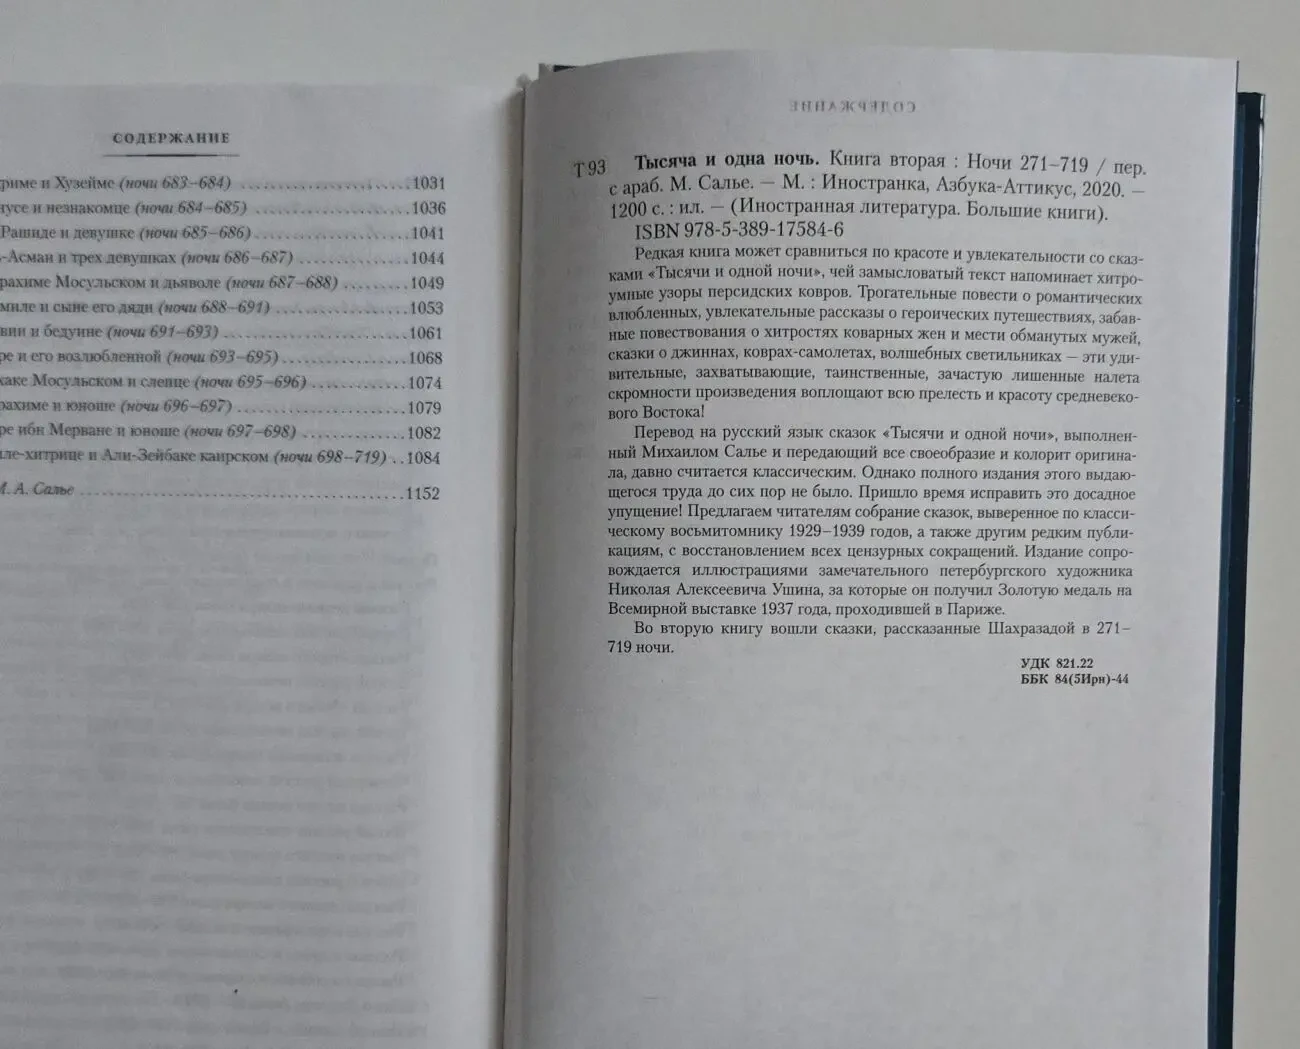 СОДЕРЖАНИЕ
риме и Хузейме (ночи 683–684) 1031
усе и незнакомце (ночи 684–685) 1036
Рашиде и девушке (ночи 685–686) 1041
-Асман и трех девушках (ночи 686–687) 1044
рахиме Мосульском и дьяволе (ночи 687–688) 1049
миле и сыне его дяди (ночи 688–691) 1053
вии и бедуине (ночи 691–693) 1061
ре и его возлюбленной (ночи 693–695) 1068
хаке Мосульском и слепце (ночи 695–696) 1074
рахиме и юноше (ночи 696–697) 1079
ре ибн Мерване и юноше (ночи 697–698) 1082
ле-хитрице и Али-Зейбаке каирском (ночи 698–719) 1084
М. А. Салье 1152
Т 93
Тысяча и одна ночь. Книга вторая : Ночи 271–719 / пер.
с араб. М. Салье. — М. : Иностранка, Азбука-Аттикус, 2020. —
1200 с. : ил. — (Иностранная литература. Большие книги).
ISBN 978-5-389-17584-6
Редкая книга может сравниться по красоте и увлекательности со сказ-
ками «Тысячи и одной ночи», чей замысловатый текст напоминает хитро-
умные узоры персидских ковров. Трогательные повести о романтических
влюбленных, увлекательные рассказы о героических путешествиях, забав-
ные повествования о хитростях коварных жен и мести обманутых мужей,
сказки о джиннах, коврах-самолетах, волшебных светильниках — эти уди-
вительные, захватывающие, таинственные, зачастую лишенные налета
скромности произведения воплощают всю прелесть и красоту средневеко-
вого Востока!
Перевод на русский язык сказок «Тысячи и одной ночи», выполнен-
ный Михаилом Салье и передающий все своеобразие и колорит оригина-
ла, давно считается классическим. Однако полного издания этого выдаю-
щегося труда до сих пор не было. Пришло время исправить это досадное
упущение! Предлагаем читателям собрание сказок, выверенное по класси-
ческому восьмитомнику 1929–1939 годов, а также другим редким публи-
кациям, с восстановлением всех цензурных сокращений. Издание сопро-
вождается иллюстрациями замечательного петербургского художника
Николая Алексеевича Ушина, за которые он получил Золотую медаль на
Всемирной выставке 1937 года, проходившей в Париже.
Во вторую книгу вошли сказки, рассказанные Шахразадой в 271–
719 ночи.
УДК 821.22
ББК 84(5Ирн)-44